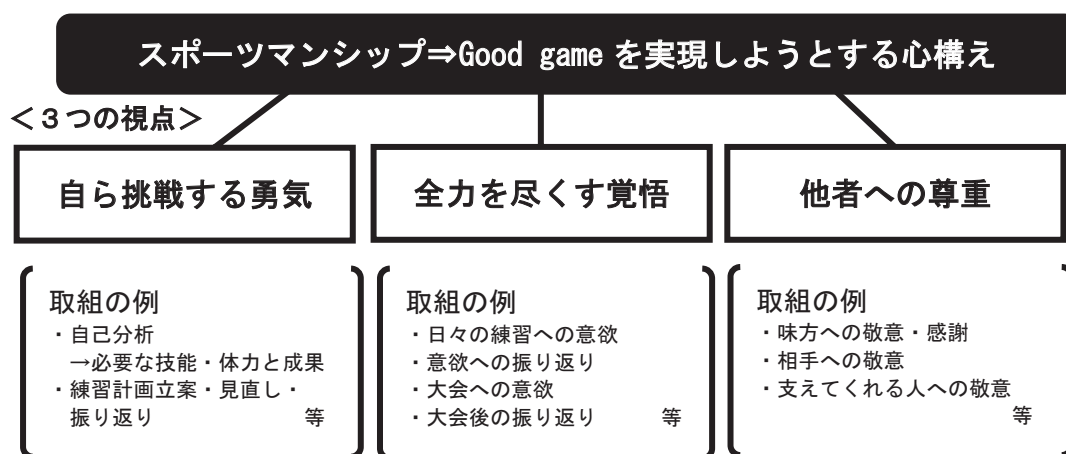 スポーツマンシップ⇒Good game を実現しようとする心構え
＜３つの視点＞
自ら挑戦する勇気
全力を尽くす覚悟
他者への尊重
取組の例
・自己分析
→必要な技能・体力と成果
・練習計画立案・見直し・
振り返り 等
取組の例
・日々の練習への意欲
・意欲への振り返り
・大会への意欲
・大会後の振り返り 等
取組の例
・味方への敬意・感謝
・相手への敬意
・支えてくれる人への敬意
等